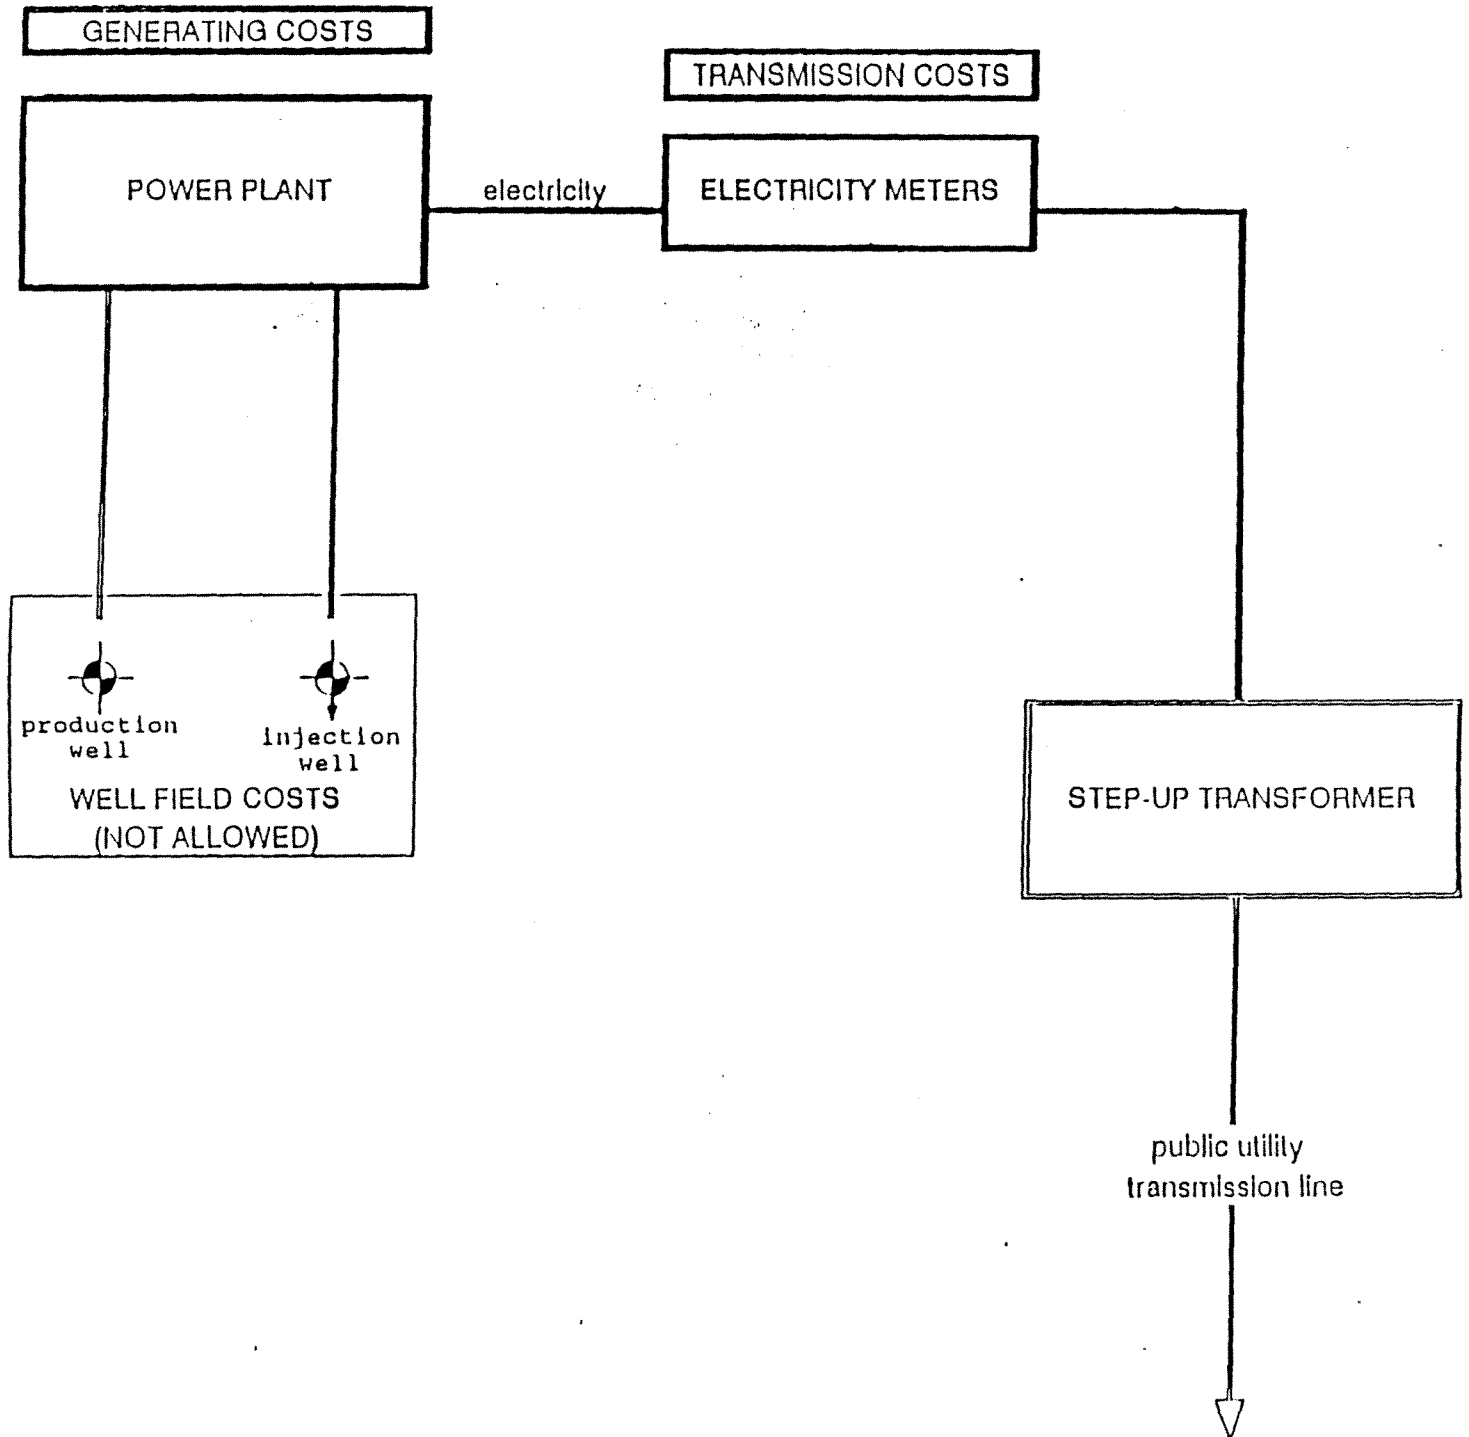 GENERATING COSTS
TRANSMISSION COSTS
POWER PLANT
electricity
ELECTRICITY METERS
production
well
injection
well
WELL FIELD COSTS
(NOT ALLOWED)
STEP-UP TRANSFORMER
public utility
transmission line